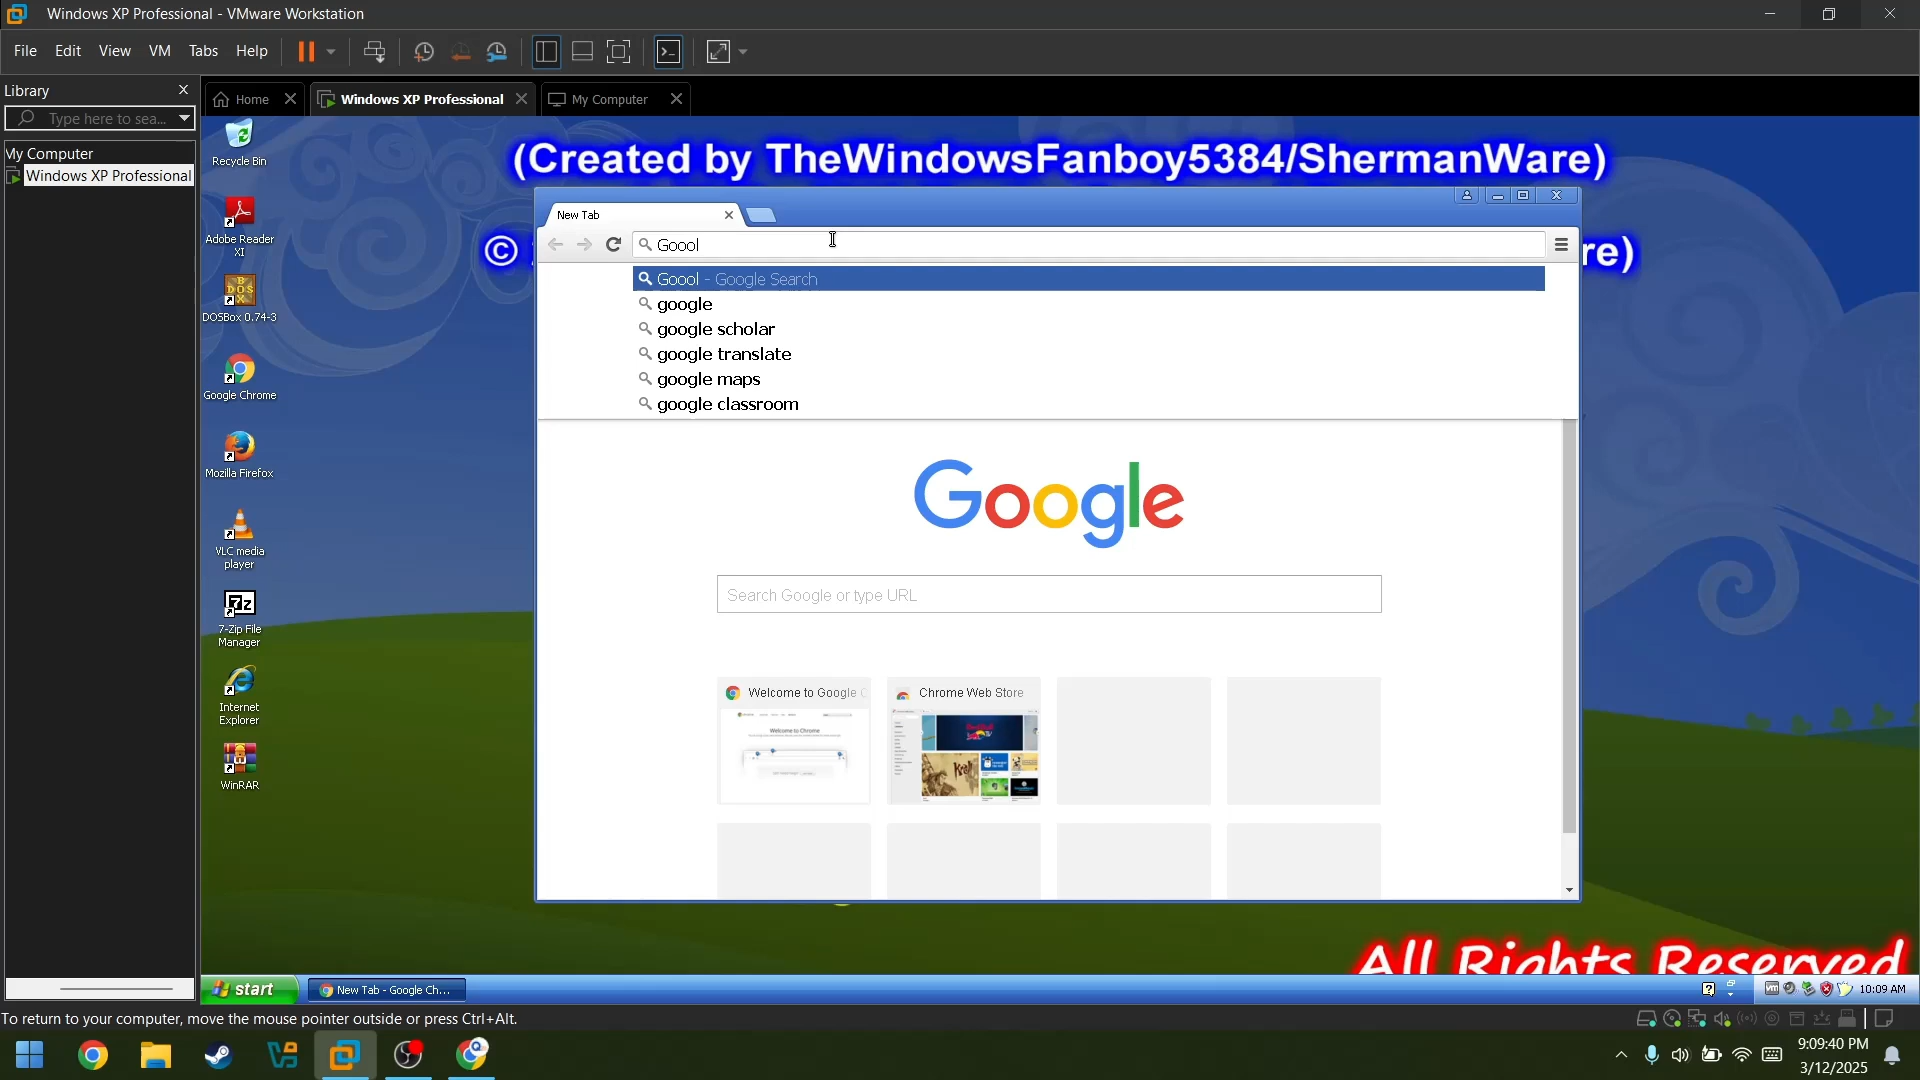 Windows XP Professional - VMware Workstation
File Edit View VM Tabs Help
Library
Type here to sea...
My Computer
Windows XP Professional
Home
Windows XP Professional
My Computer
(Created by TheWindowsFanboy5384/ShermanWare)
©
re)
Recycle Bin
Adobe Reader
XI
DOSBox 0.74-3
Google Chrome
Mozilla Firefox
VLC media
player
7-Zip File
Manager
Internet
Explorer
WinRAR
New Tab
Goool
Goool - Google Search
google
google scholar
google translate
google maps
google classroom
Google
Search Google or type URL
Welcome to Google C
Welcome to Chrome
Chrome Web Store
All Rights Reserved
start
New Tab - Google Ch...
10:09 AM
To return to your computer, move the mouse pointer outside or press Ctrl+Alt.
9:09:40 PM
3/12/2025